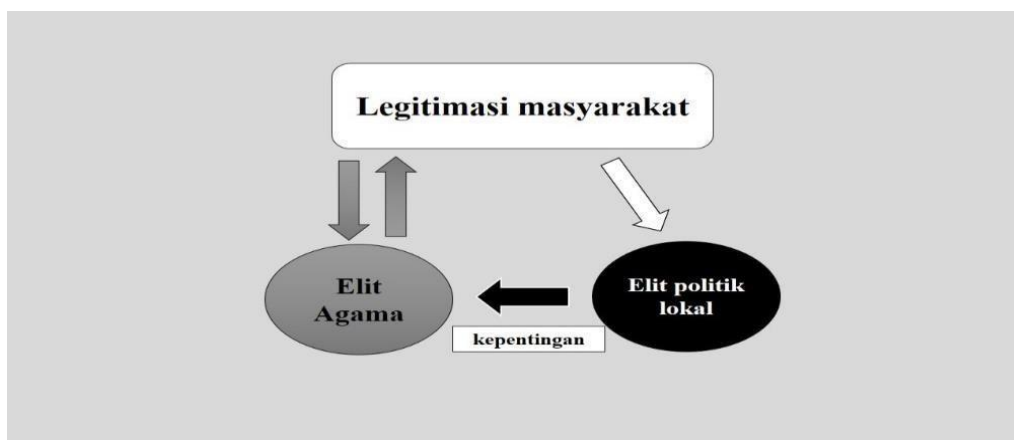 Legitimasi masyarakat
Elit
Agama
Elit politik
lokal
kepentingan